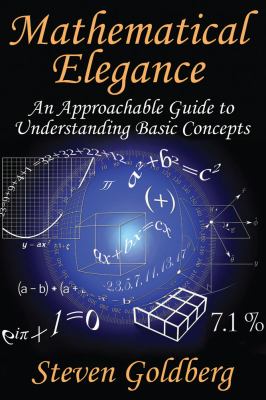 Mathematical
Elegance
An Approachable Guide to
Understanding Basic Concepts
a²+b²=c²
π
(+)
ax+bx=cx
-2,3,5,7,11,13,17
(a-b)+(a+
7.1 %
e^iπ+1=0
Steven Goldberg